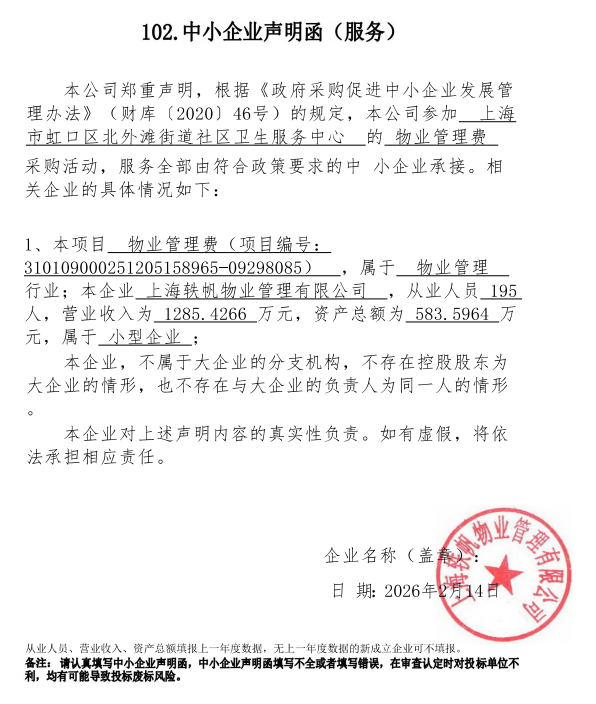 102.中小企业声明函（服务）
本公司郑重声明，根据《政府采购促进中小企业发展管
理办法》（财库〔2020〕46号）的规定，本公司参加 上海
市虹口区北外滩街道社区卫生服务中心 的 物业管理费
采购活动，服务全部由符合政策要求的中 小企业承接。相
关企业的具体情况如下：
1、本项目 物业管理费（项目编号：
310109000251205158965-09298085） ，属于 物业管理
行业；本企业 上海轶帆物业管理有限公司 ，从业人员 195
人，营业收入为 1285.4266 万元，资产总额为 583.5964 万
元，属于 小型企业 ；
本企业，不属于大企业的分支机构，不存在控股股东为
大企业的情形，也不存在与大企业的负责人为同一人的情形
。
本企业对上述声明内容的真实性负责。如有虚假，将依
法承担相应责任。
企业名称（盖章）：
上海轶帆物业管理有限公司
日 期：2026年2月14日
从业人员、营业收入、资产总额填报上一年度数据，无上一年度数据的新成立企业可不填报。
备注： 请认真填写中小企业声明函，中小企业声明函填写不全或者填写错误，在审查认定时对投标单位不
利，均有可能导致投标废标风险。